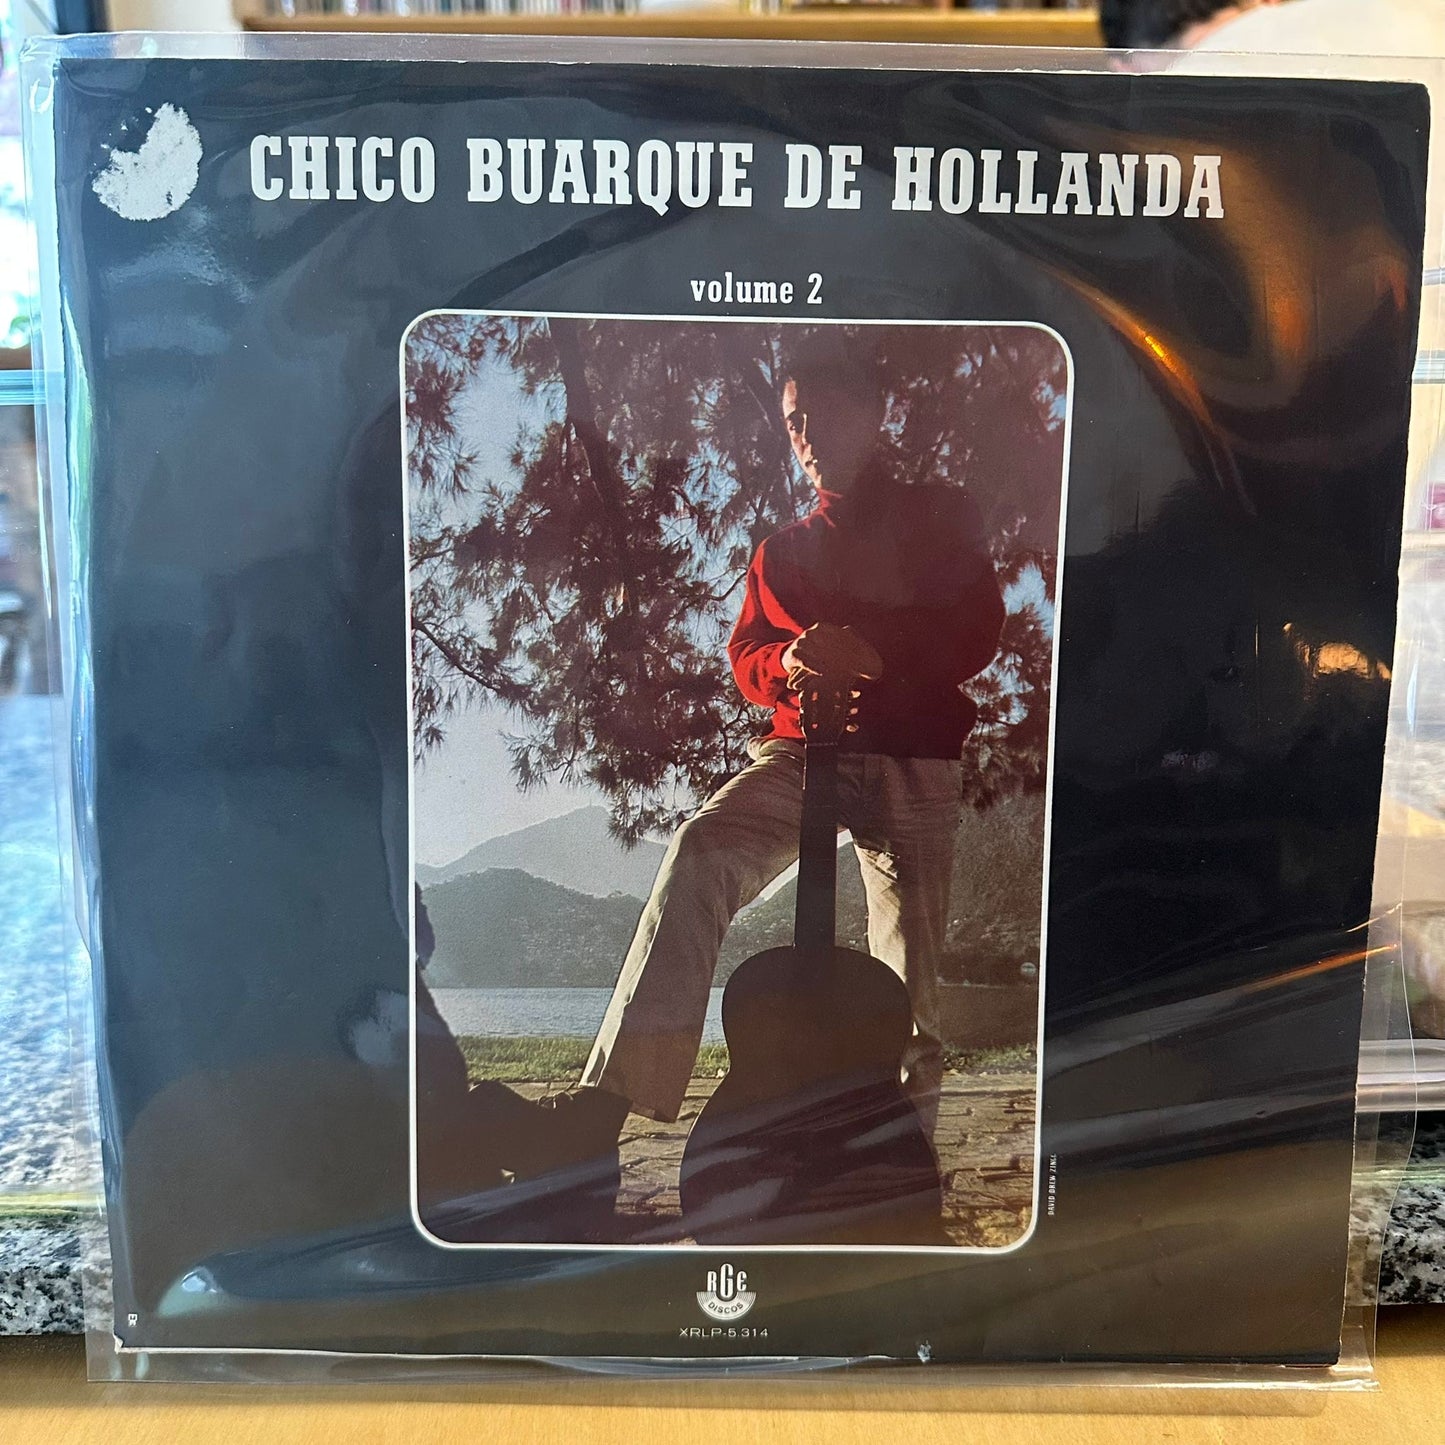 CHICO BUARQUE DE HOLLANDA
volume 2
DAVID DREW ZINGG
RGE
DISCOS
XRLP-5.314